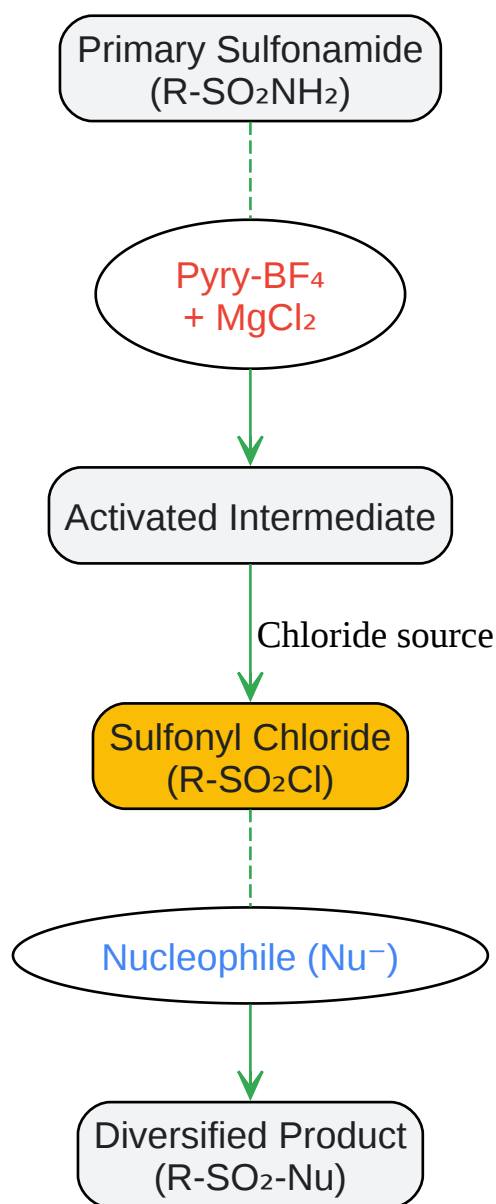 Primary Sulfonamide
(R-SO₂NH₂)
Pyry-BF₄
+ MgCl₂
Activated Intermediate
Chloride source
Sulfonyl Chloride
(R-SO₂Cl)
Nucleophile (Nu⁻)
Diversified Product
(R-SO₂-Nu)